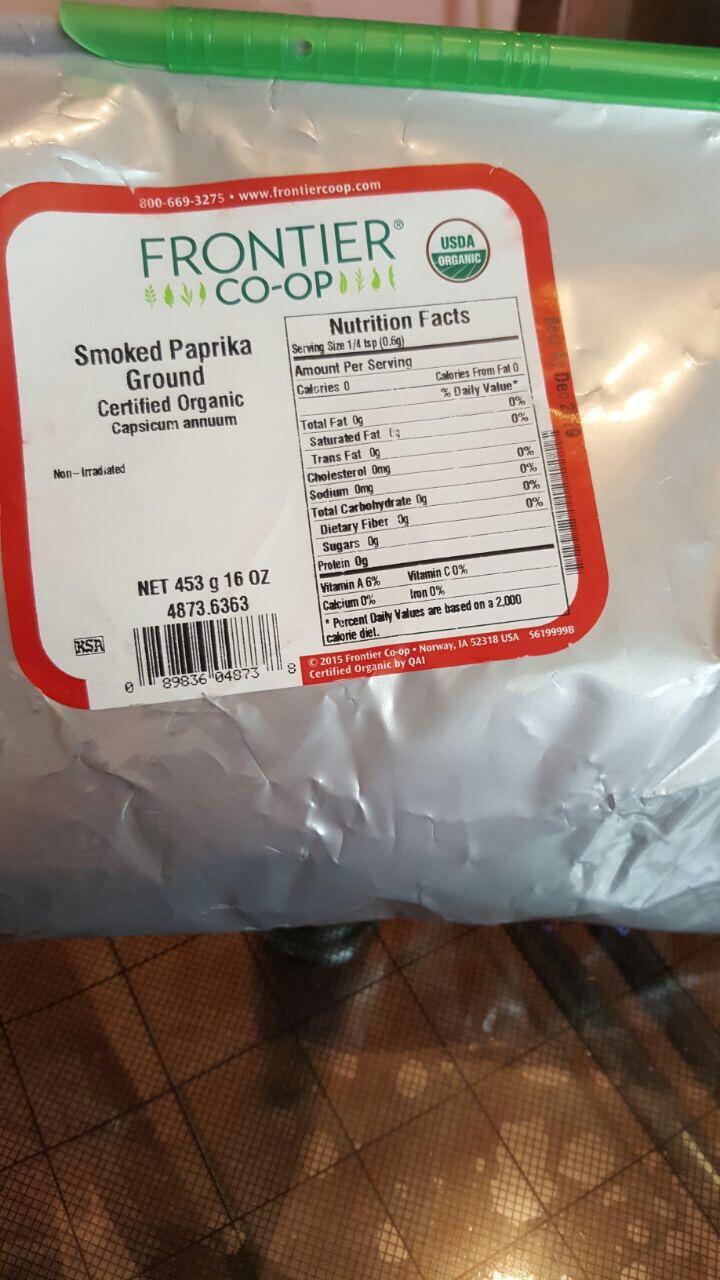 800-669-3275 • www.frontiercoop.com
FRONTIER®
CO-OP
USDA
ORGANIC
Smoked Paprika
Ground
Certified Organic
Capsicum annuum
Non-Irradiated
NET 453 g 16 OZ
4873.6363
KSA
0 89836 04873 8
Nutrition Facts
Serving Size 1/4 tsp (0.6g)
Amount Per Serving
Calories 0 Calories From Fat 0
% Daily Value*
Total Fat 0g 0%
Saturated Fat 0%
Trans Fat 0g
Cholesterol 0mg 0%
Sodium 0mg 0%
Total Carbohydrate 0g 0%
Dietary Fiber 0g 0%
Sugars 0g
Protein 0g
Vitamin A 6% Vitamin C 0%
Calcium 0% Iron 0%
* Percent Daily Values are based on a 2,000
calorie diet.
© 2015 Frontier Co-op • Norway, IA 52318 USA S619999B
Certified Organic by QAI
Dec